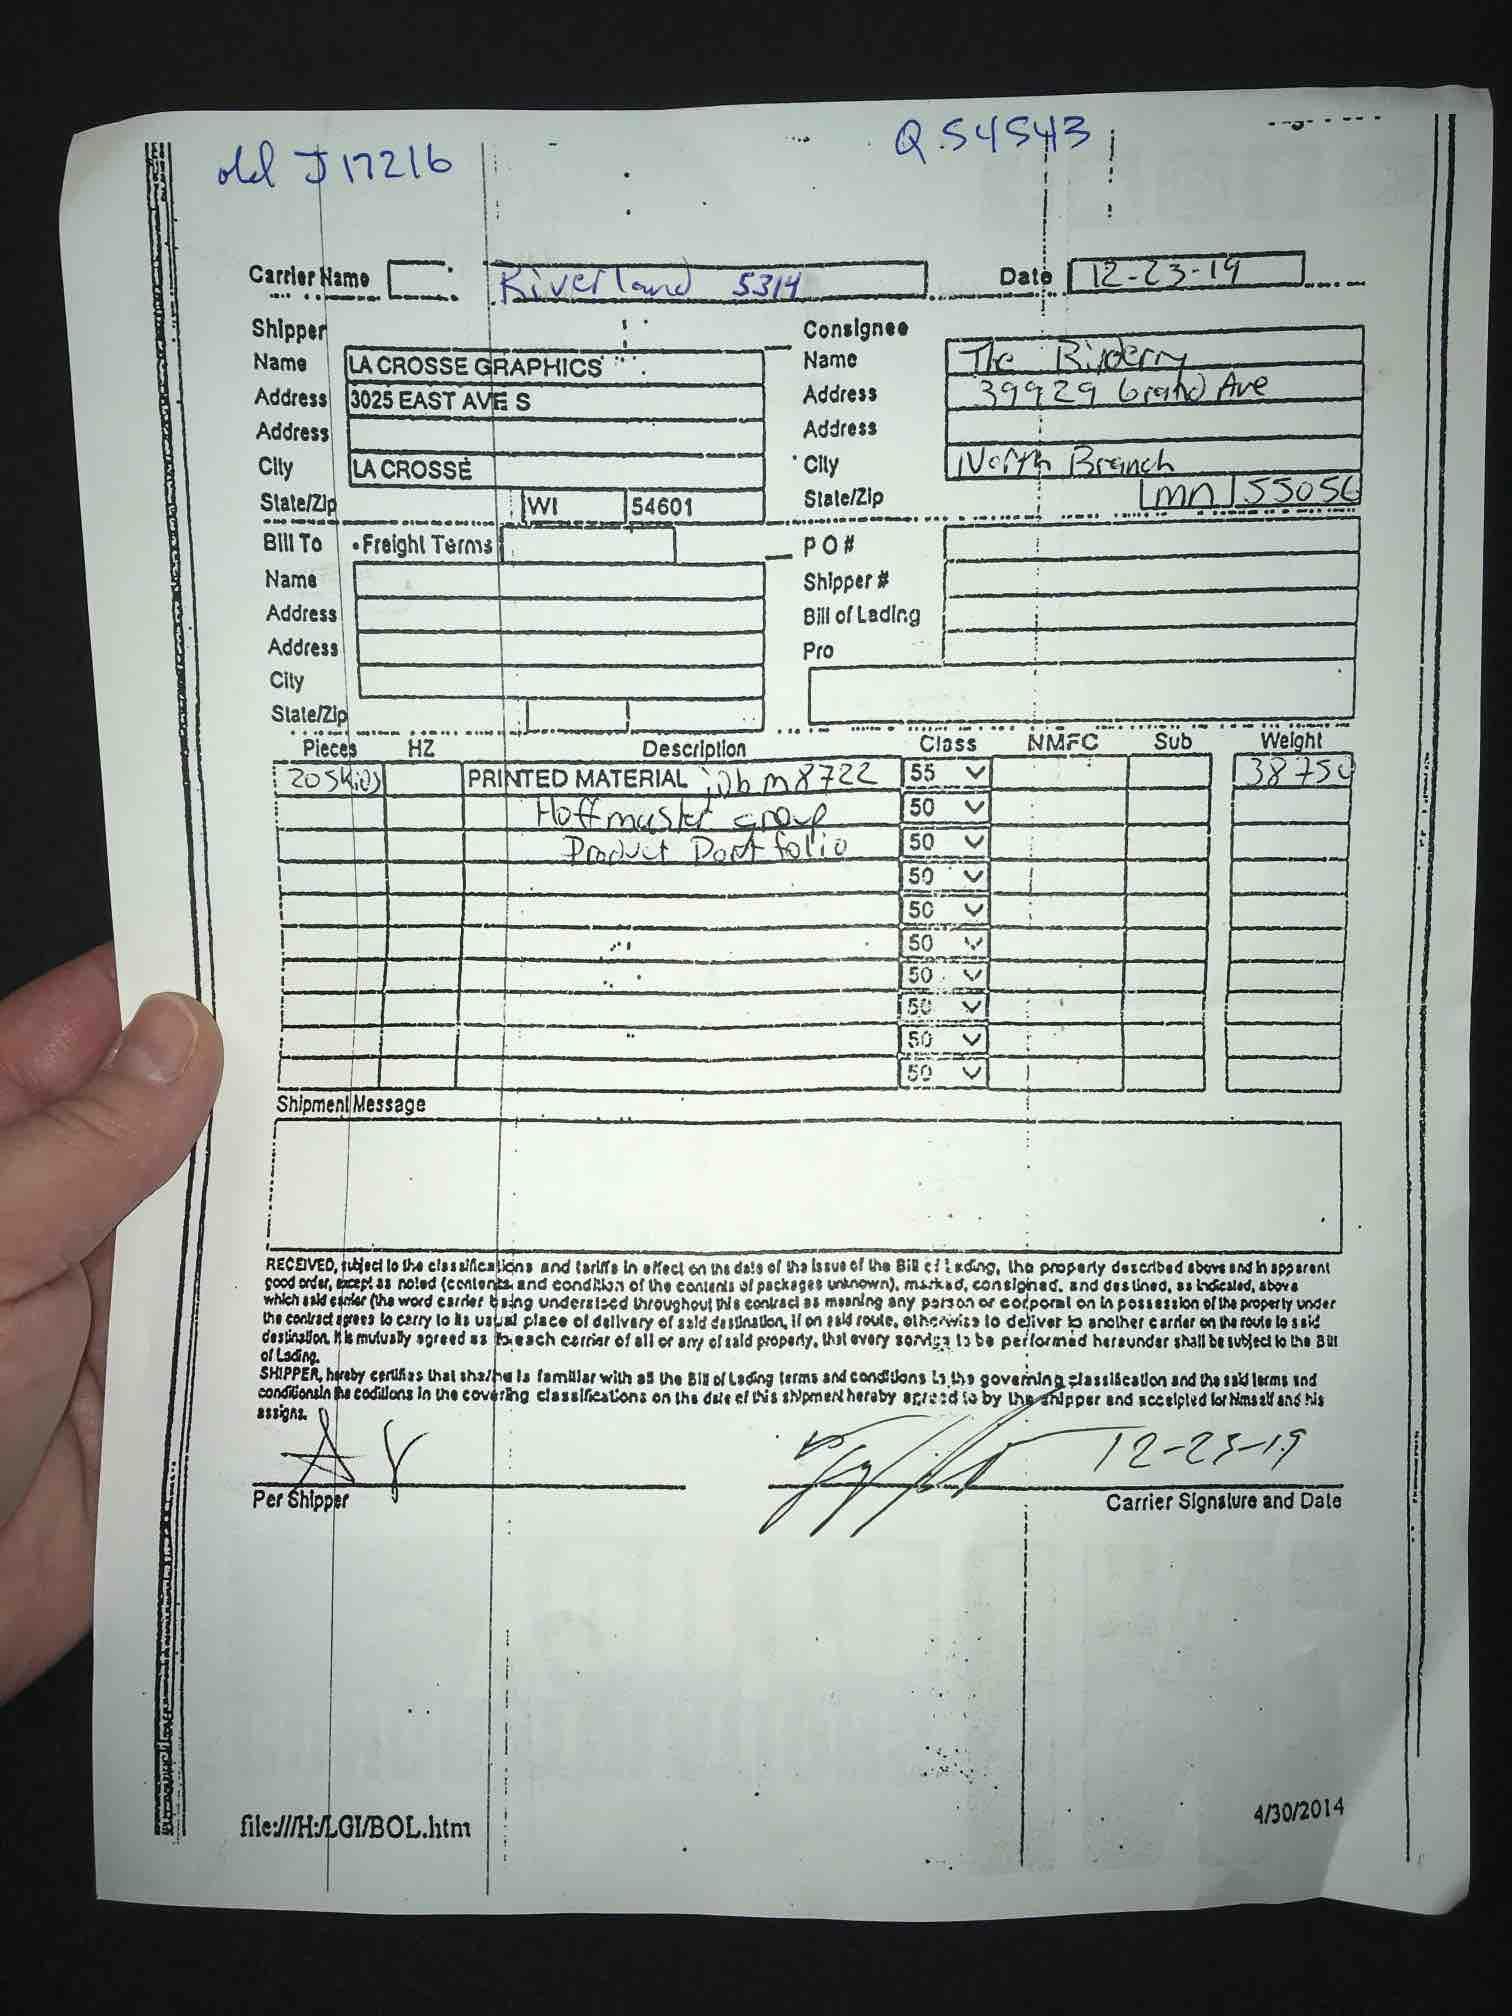 old J17216
Q.54543
Carrier Name Riverland 5314 Date 12-23-19
Shipper Consignee
Name LA CROSSE GRAPHICS Name The Bindery
Address 3025 EAST AVE S Address 39929 Grand Ave
Address Address
City LA CROSSE City North Branch
State/Zip WI 54601 State/Zip MN 55056
Bill To Freight Terms PO#
Name Shipper #
Address Bill of Lading
Address Pro
City
State/Zip
Pieces HZ Description Class NMFC Sub Weight
20 Skids PRINTED MATERIAL job m8722 55 38750
Hoffmaster group 50
Product Portfolio 50
50
50
50
50
50
50
50
Shipment Message
RECEIVED, subject to the classifications and tariffs in effect on the date of the issue of the Bill of Lading, the property described above and in apparent
good order, except as noted (contents and condition of the contents of packages unknown), marked, consigned, and destined, as indicated, above
which said carrier (the word carrier being understood throughout this contract as meaning any person or corporation in possession of the property under
the contract agrees to carry to its usual place of delivery of said destination, if on said route, otherwise to deliver to another carrier on the route to said
destination. It is mutually agreed as to each carrier of all or any of said property, that every service to be performed hereunder shall be subject to the Bill
of Lading.
SHIPPER, hereby certifies that sha/he is familiar with all the Bill of Lading terms and conditions in the governing classification and the said terms and
conditionsin the coditions in the covering classifications on the date of this shipment hereby agreed to by the shipper and acceipted for himself and his
assigns.
12-23-19
Per Shipper Carrier Signature and Date
file:///H:/LGI/BOL.htm 4/30/2014